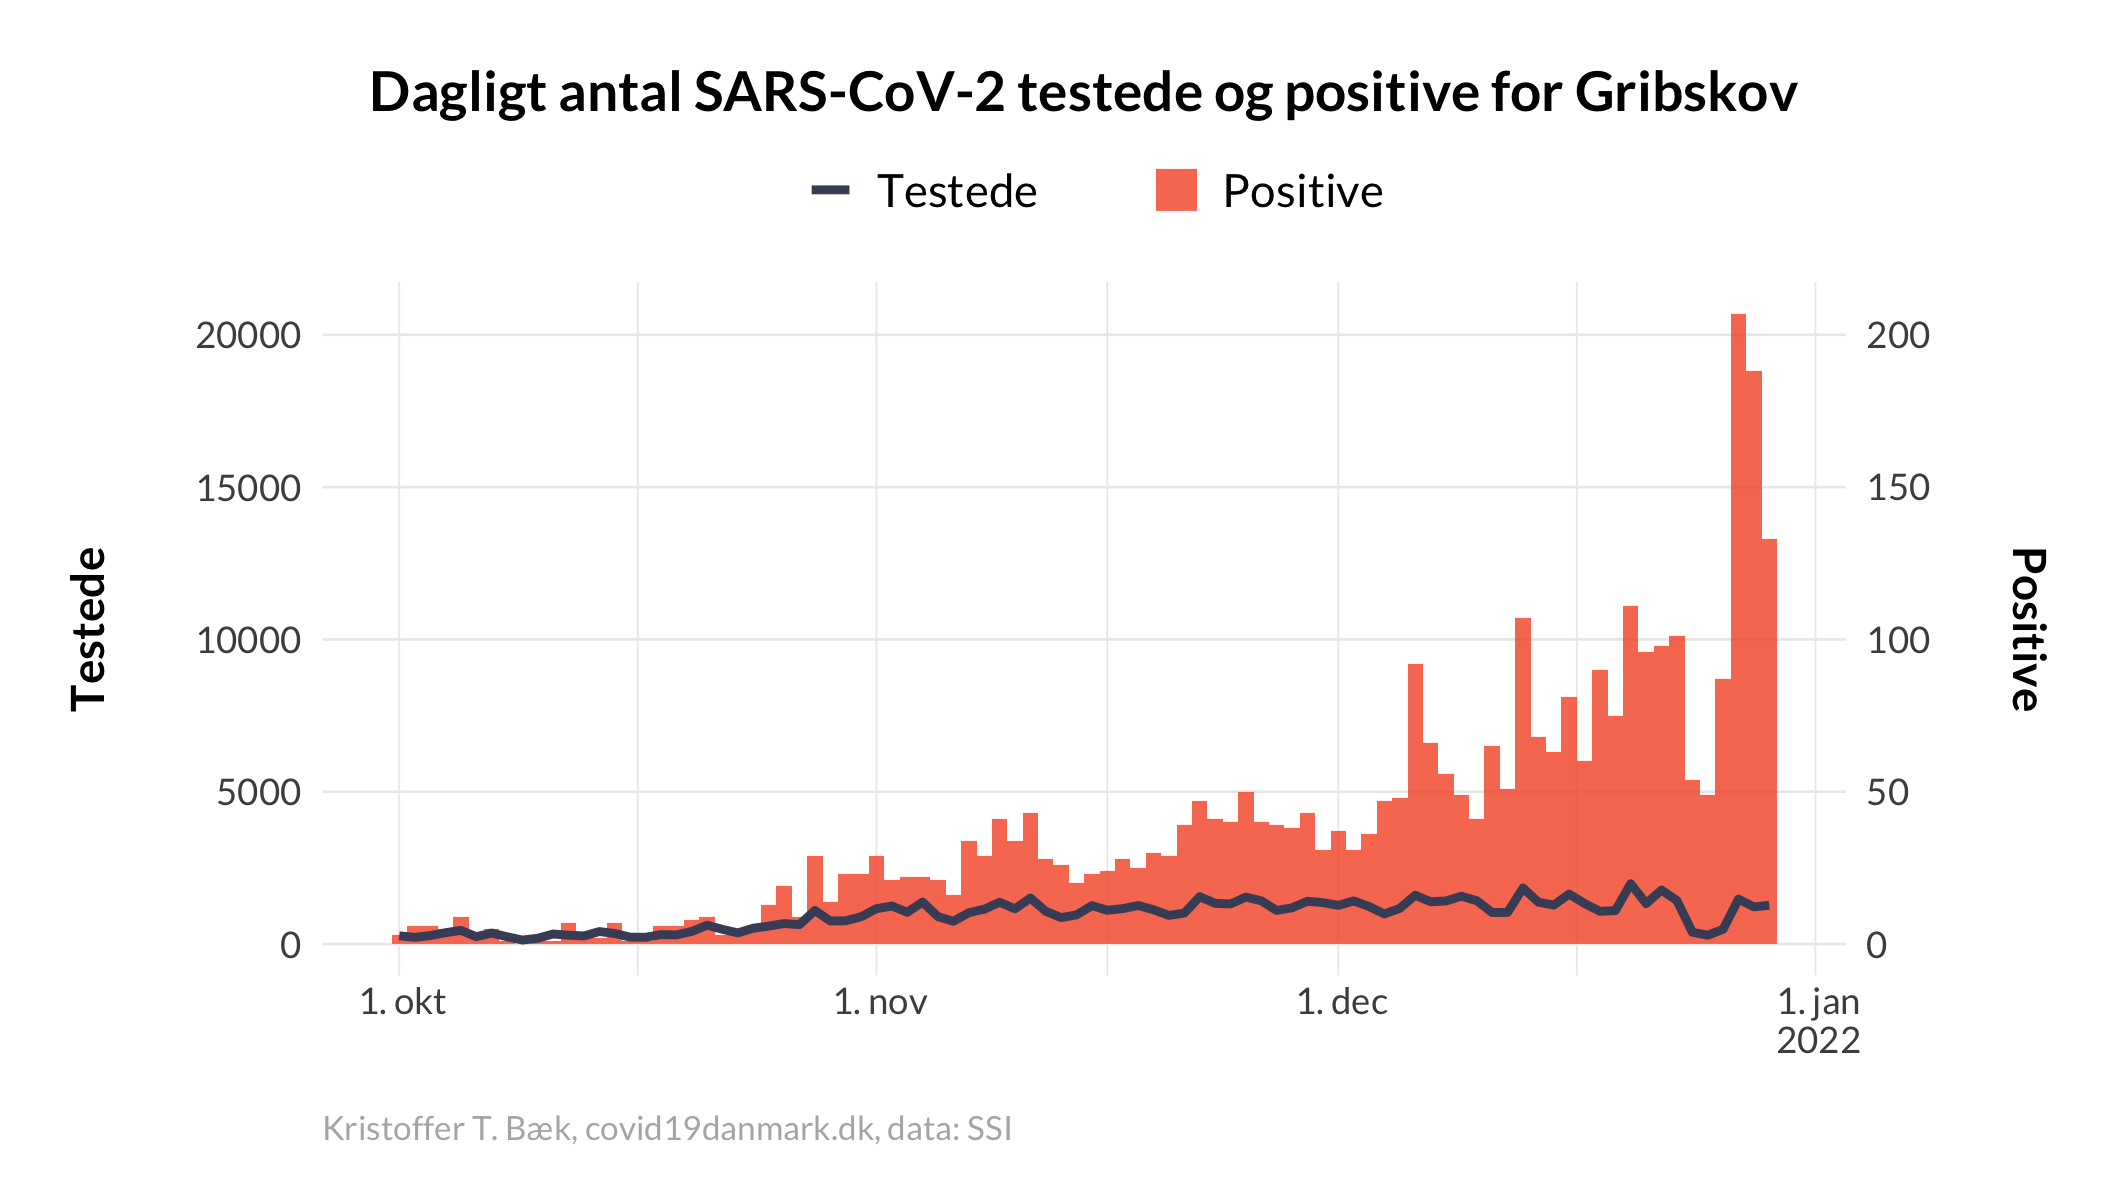 Dagligt antal SARS-CoV-2 testede og positive for Gribskov
Testede
Positive
20000
15000
10000
5000
0
200
150
100
50
0
Testede
Positive
1. okt
1. nov
1. dec
1. jan
2022
Kristoffer T. Bæk, covid19danmark.dk, data: SSI